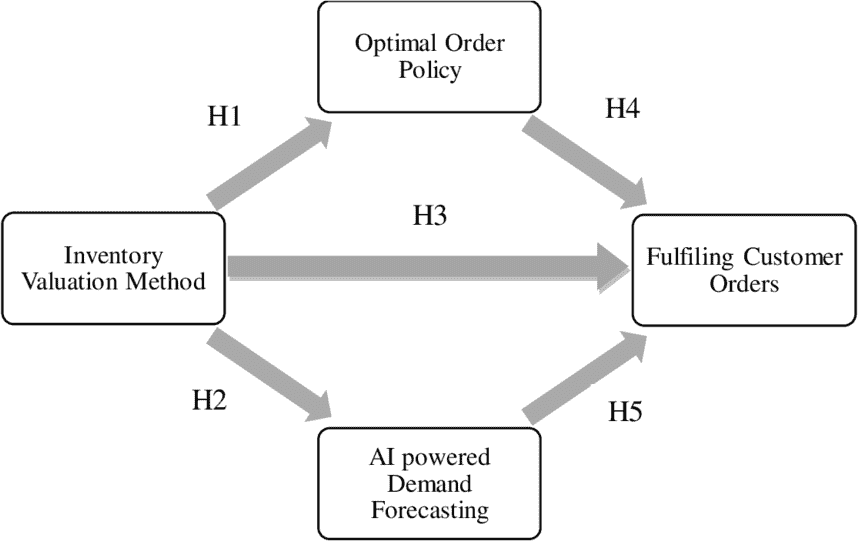 Optimal Order
Policy
H1
H4
H3
Inventory
Valuation Method
Fulfiling Customer
Orders
H2
H5
AI powered
Demand
Forecasting